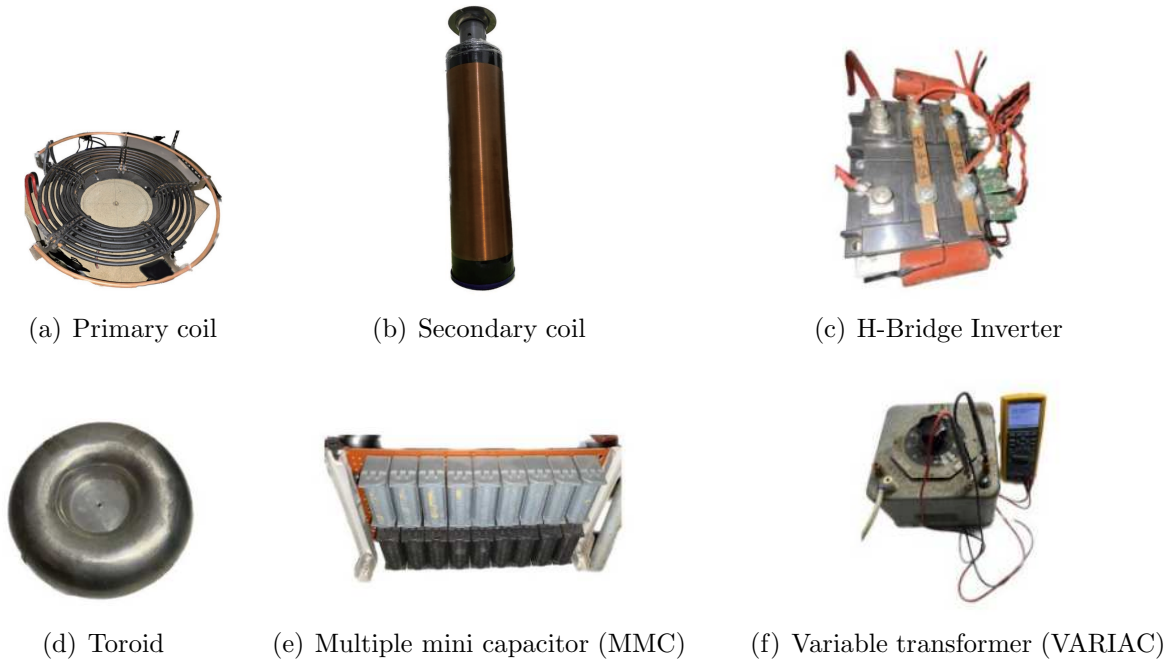 (a) Primary coil
(b) Secondary coil
(c) H-Bridge Inverter
(d) Toroid
(e) Multiple mini capacitor (MMC)
(f) Variable transformer (VARIAC)